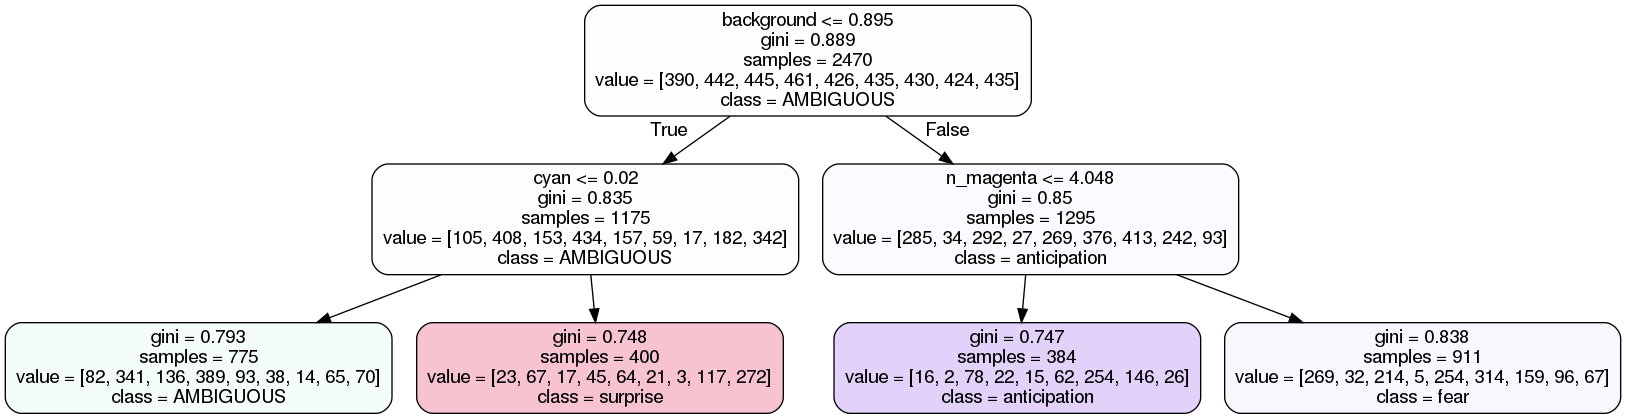 background <= 0.895
gini = 0.889
samples = 2470
value = [390, 442, 445, 461, 426, 435, 430, 424, 435]
class = AMBIGUOUS
True
False
cyan <= 0.02
gini = 0.835
samples = 1175
value = [105, 408, 153, 434, 157, 59, 17, 182, 342]
class = AMBIGUOUS
n_magenta <= 4.048
gini = 0.85
samples = 1295
value = [285, 34, 292, 27, 269, 376, 413, 242, 93]
class = anticipation
gini = 0.793
samples = 775
value = [82, 341, 136, 389, 93, 38, 14, 65, 70]
class = AMBIGUOUS
gini = 0.748
samples = 400
value = [23, 67, 17, 45, 64, 21, 3, 117, 272]
class = surprise
gini = 0.747
samples = 384
value = [16, 2, 78, 22, 15, 62, 254, 146, 26]
class = anticipation
gini = 0.838
samples = 911
value = [269, 32, 214, 5, 254, 314, 159, 96, 67]
class = fear